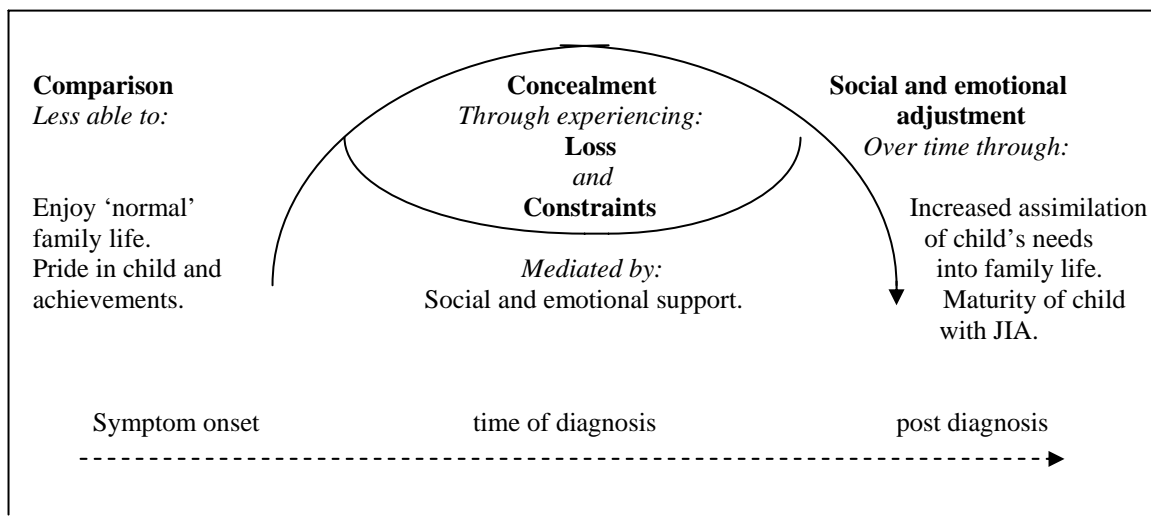 Comparison
Less able to:
Enjoy ‘normal’
family life.
Pride in child and
achievements.
Concealment
Through experiencing:
Loss
and
Constraints
Mediated by:
Social and emotional support.
Social and emotional
adjustment
Over time through:
Increased assimilation
of child’s needs
into family life.
Maturity of child
with JIA.
Symptom onset
time of diagnosis
post diagnosis